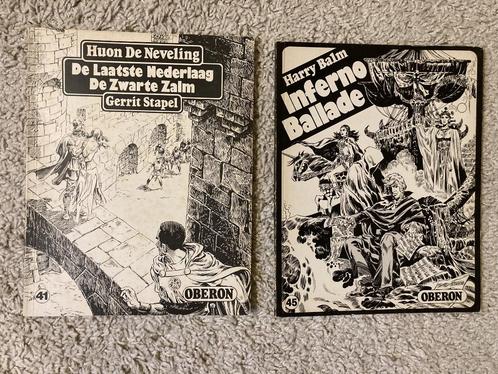 Huon De Neveling
De Laatste Nederlaag
De Zwarte Zalm
Gerrit Stapel
41
OBERON
Harry Balm
Inferno
Ballade
45
OBERON